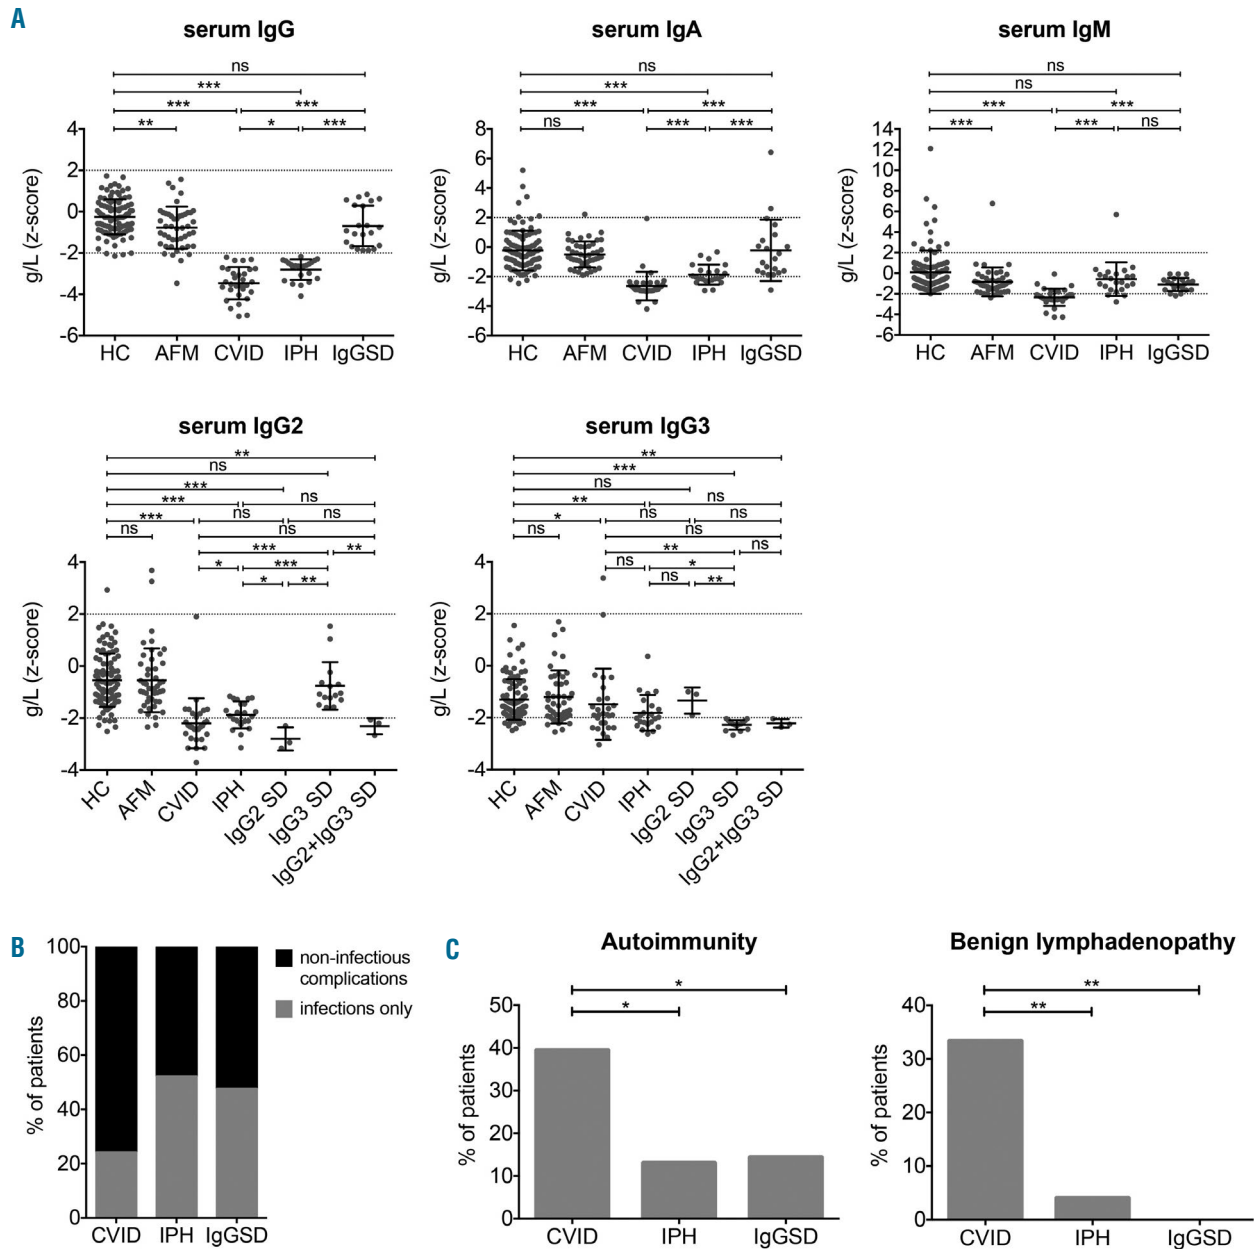 A
serum IgG
ns
***
*** ***
** * ***
g/L (z-score)
4
2
0
-2
-4
-6
HC AFM CVID IPH IgGSD
serum IgA
ns
***
*** ***
ns *** ***
g/L (z-score)
8
6
4
2
0
-2
-4
-6
HC AFM CVID IPH IgGSD
serum IgM
ns
ns
*** ***
*** *** ns
g/L (z-score)
14
12
10
8
6
4
2
0
-2
-4
-6
HC AFM CVID IPH IgGSD
serum IgG2
**
ns
***
*** ns
*** ns ns
ns ns
*** **
* ***
* **
g/L (z-score)
4
2
0
-2
-4
HC AFM CVID IPH IgG2 SD IgG3 SD IgG2+IgG3 SD
serum IgG3
**
***
ns
** ns
* ns ns
ns ns
** ns
ns *
ns **
g/L (z-score)
4
2
0
-2
-4
HC AFM CVID IPH IgG2 SD IgG3 SD IgG2+IgG3 SD
B
% of patients
100
80
60
40
20
0
CVID IPH IgGSD
non-infectious
complications
infections only
C
Autoimmunity
*
*
% of patients
50
40
30
20
10
0
CVID IPH IgGSD
Benign lymphadenopathy
**
**
% of patients
40
30
20
10
0
CVID IPH IgGSD